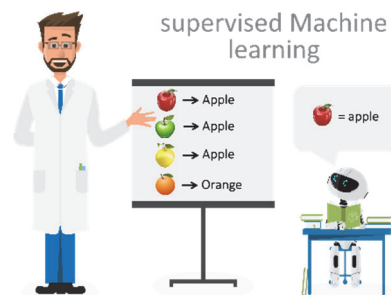 supervised Machine
learning
→ Apple
→ Apple
→ Apple
→ Orange
= apple